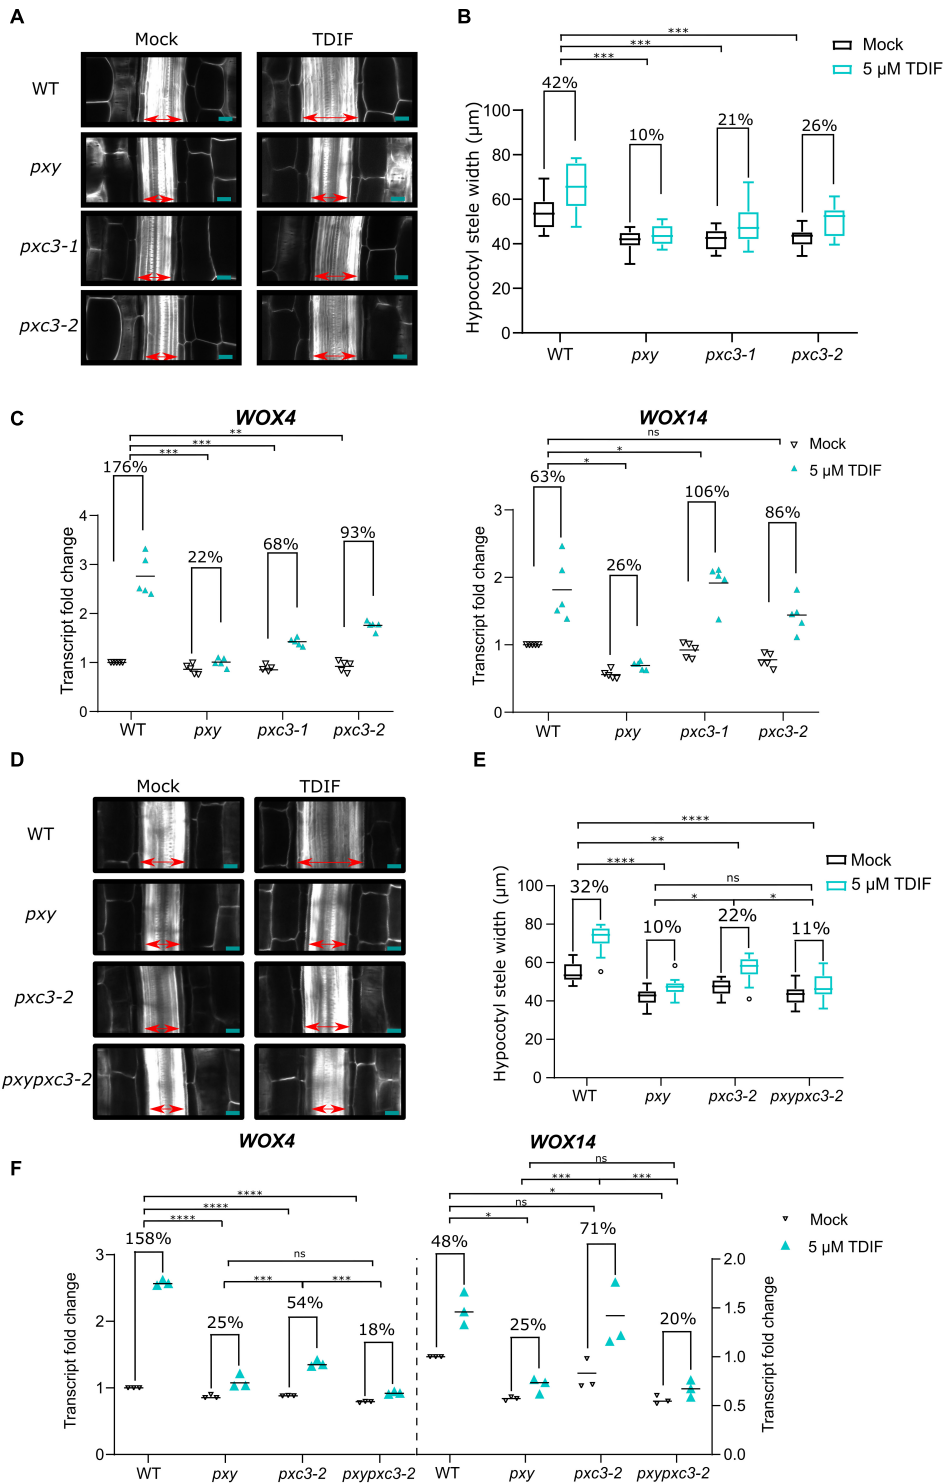 A
Mock
TDIF
WT
pxy
pxc3-1
pxc3-2
B
Mock
5 µM TDIF
***
***
***
42%
10%
21%
26%
Hypocotyl stele width (µm)
100
80
60
40
20
0
WT
pxy
pxc3-1
pxc3-2
C
WOX4
**
***
***
176%
22%
68%
93%
Transcript fold change
4
3
2
1
0
WT
pxy
pxc3-1
pxc3-2
WOX14
Mock
5 µM TDIF
ns
*
*
63%
26%
106%
86%
Transcript fold change
3
2
1
0
WT
pxy
pxc3-1
pxc3-2
D
Mock
TDIF
WT
pxy
pxc3-2
pxypxc3-2
E
Mock
5 µM TDIF
****
**
****
ns
*
*
32%
10%
22%
11%
Hypocotyl stele width (µm)
100
80
60
40
20
0
WT
pxy
pxc3-2
pxypxc3-2
F
WOX4
****
****
****
ns
***
***
158%
25%
54%
18%
Transcript fold change
3
2
1
0
WT
pxy
pxc3-2
pxypxc3-2
WOX14
ns
***
***
*
ns
*
48%
25%
71%
20%
Mock
5 µM TDIF
2.0
1.5
1.0
0.5
0.0
Transcript fold change
WT
pxy
pxc3-2
pxypxc3-2